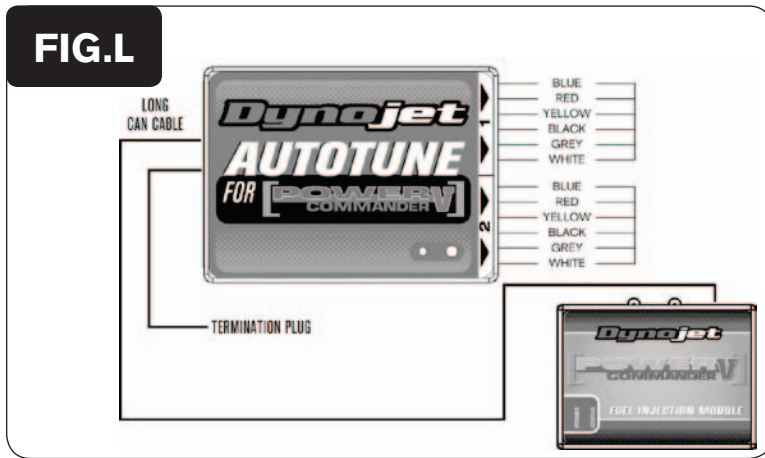 FIG.L
LONG
CAN CABLE
Dynojet
AUTOTUNE
FOR [POWER V]
COMMANDER
1
BLUE
RED
YELLOW
BLACK
GREY
WHITE
2
BLUE
RED
YELLOW
BLACK
GREY
WHITE
TERMINATION PLUG
Dynojet
[POWER V]
COMMANDER
FUEL INJECTION MODULE